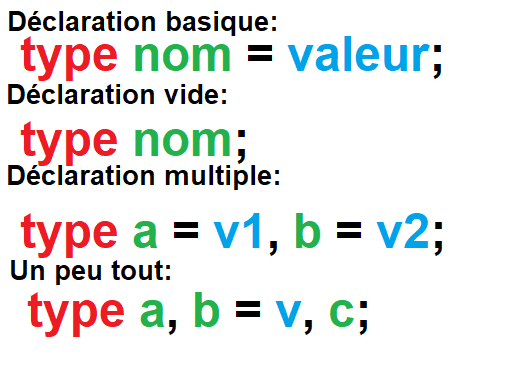 Déclaration basique:
type nom = valeur;
Déclaration vide:
type nom;
Déclaration multiple:
type a = v1, b = v2;
Un peu tout:
type a, b = v, c;